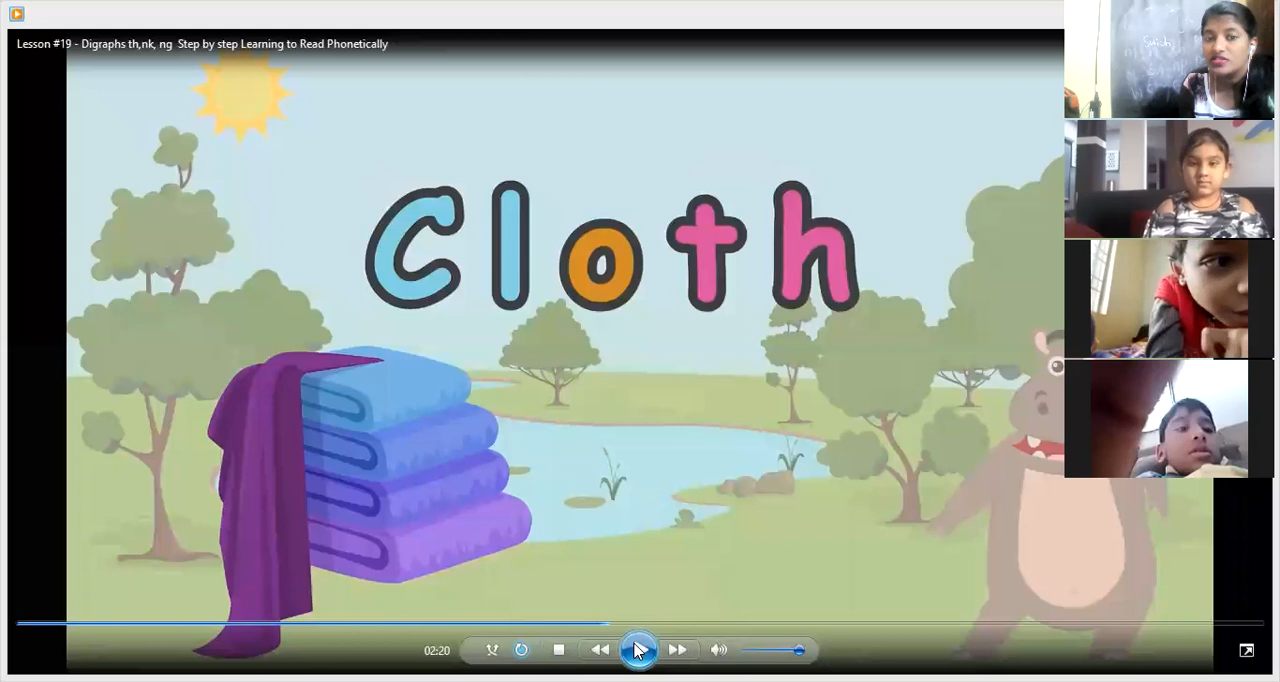 Lesson #19 - Digraphs th,nk, ng  Step by step Learning to Read Phonetically
Cloth
02:20